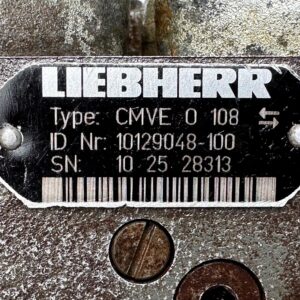 LIEBHERR
Type: CMVE 0 108
ID Nr: 10129048-100
SN: 10 25 28313